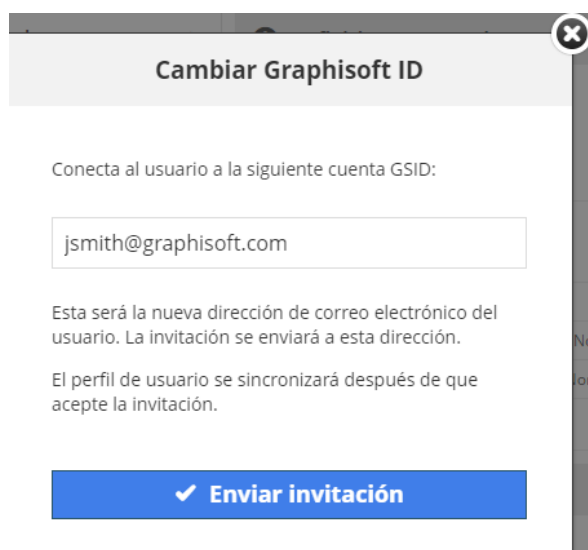 Cambiar Graphisoft ID
Conecta al usuario a la siguiente cuenta GSID:
jsmith@graphisoft.com
Esta será la nueva dirección de correo electrónico del
usuario. La invitación se enviará a esta dirección.
El perfil de usuario se sincronizará después de que
acepte la invitación.
Enviar invitación